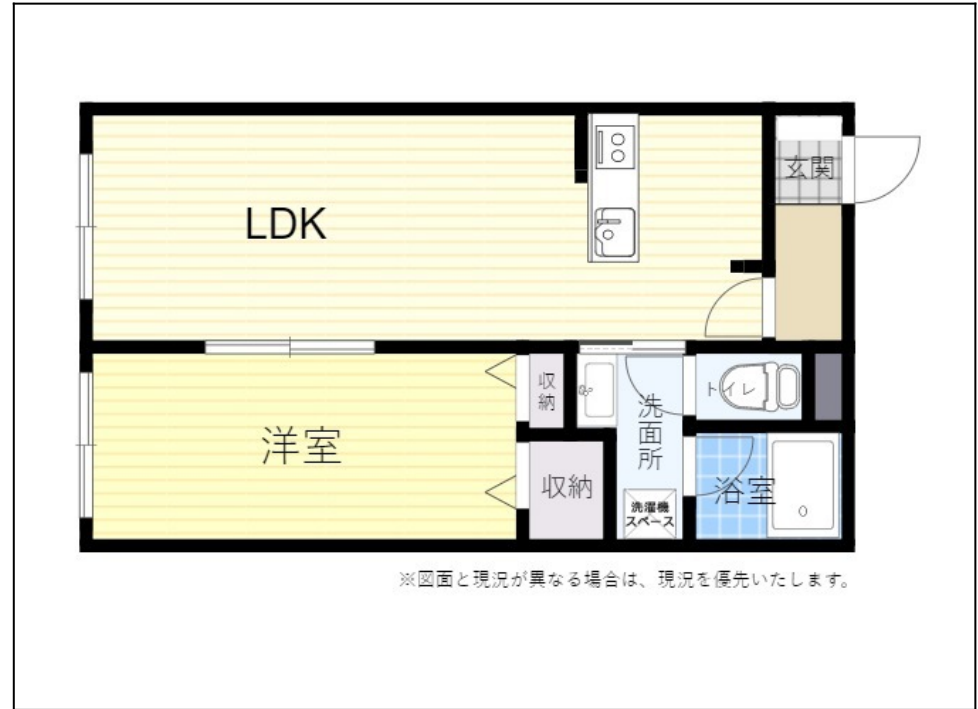 玄関
LDK
収納
トイレ
洗面所
洋室
収納
浴室
洗濯機
スペース
※図面と現況が異なる場合は、現況を優先いたします。